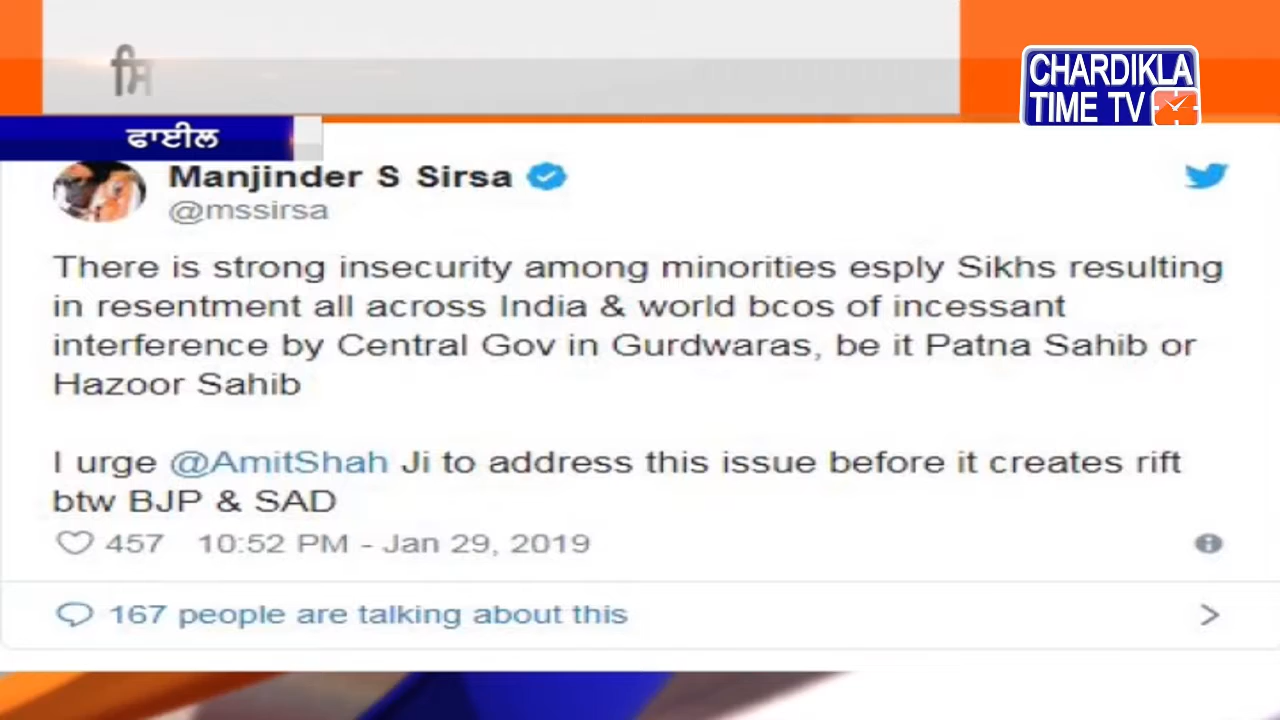 CHARDIKLA
TIME TV
ਫਾਈਲ
Manjinder S Sirsa
@mssirsa
There is strong insecurity among minorities esply Sikhs resulting
in resentment all across India & world bcos of incessant
interference by Central Gov in Gurdwaras, be it Patna Sahib or
Hazoor Sahib
I urge @AmitShah Ji to address this issue before it creates rift
btw BJP & SAD
457 10:52 PM - Jan 29, 2019
167 people are talking about this